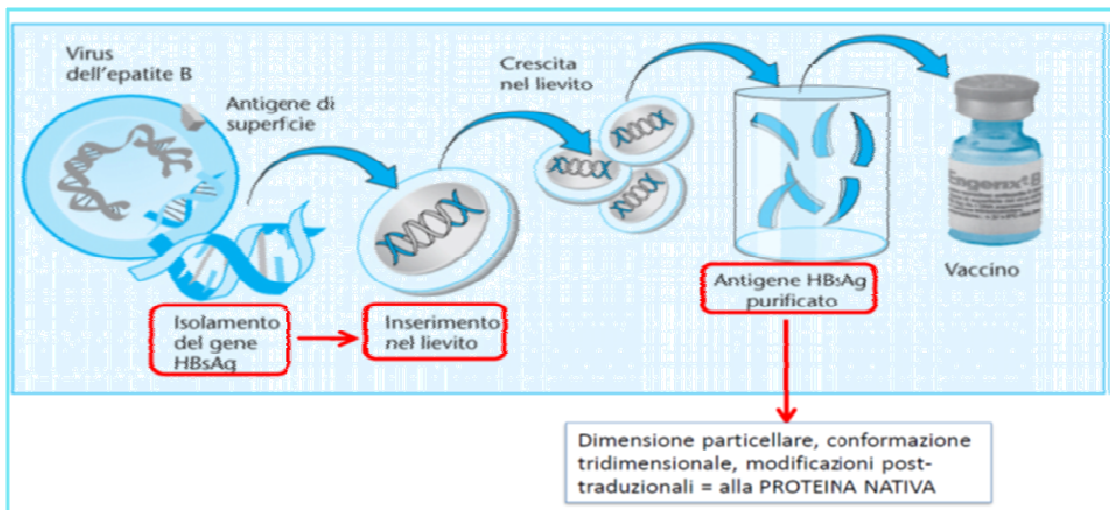 Virus
dell'epatite B
Antigene di
superficie
Crescita
nel lievito
Engerix B
Vaccino
Isolamento
del gene
HBsAg
Inserimento
nel lievito
Antigene HBsAg
purificato
Dimensione particellare, conformazione
tridimensionale, modificazioni post-
traduzionali = alla PROTEINA NATIVA